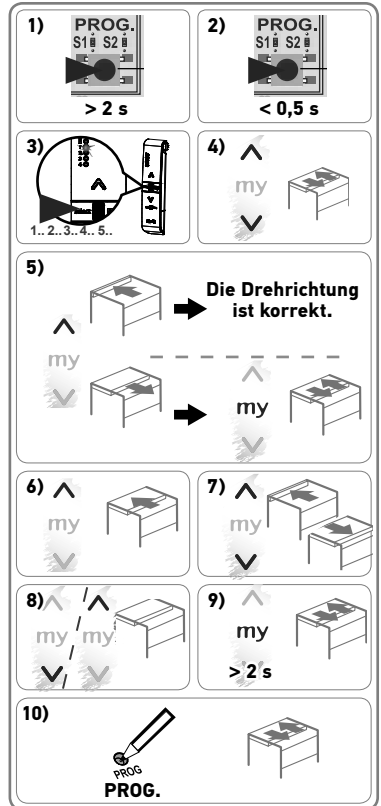 1)
PROG.
S1 S2
> 2 s
2)
PROG.
S1 S2
< 0,5 s
3)
1.. 2.. 3.. 4.. 5..
4)
my
5)
Die Drehrichtung
ist korrekt.
my
my
6)
my
7)
my
8)
my my
9)
my
> 2 s
10)
PROG
PROG.